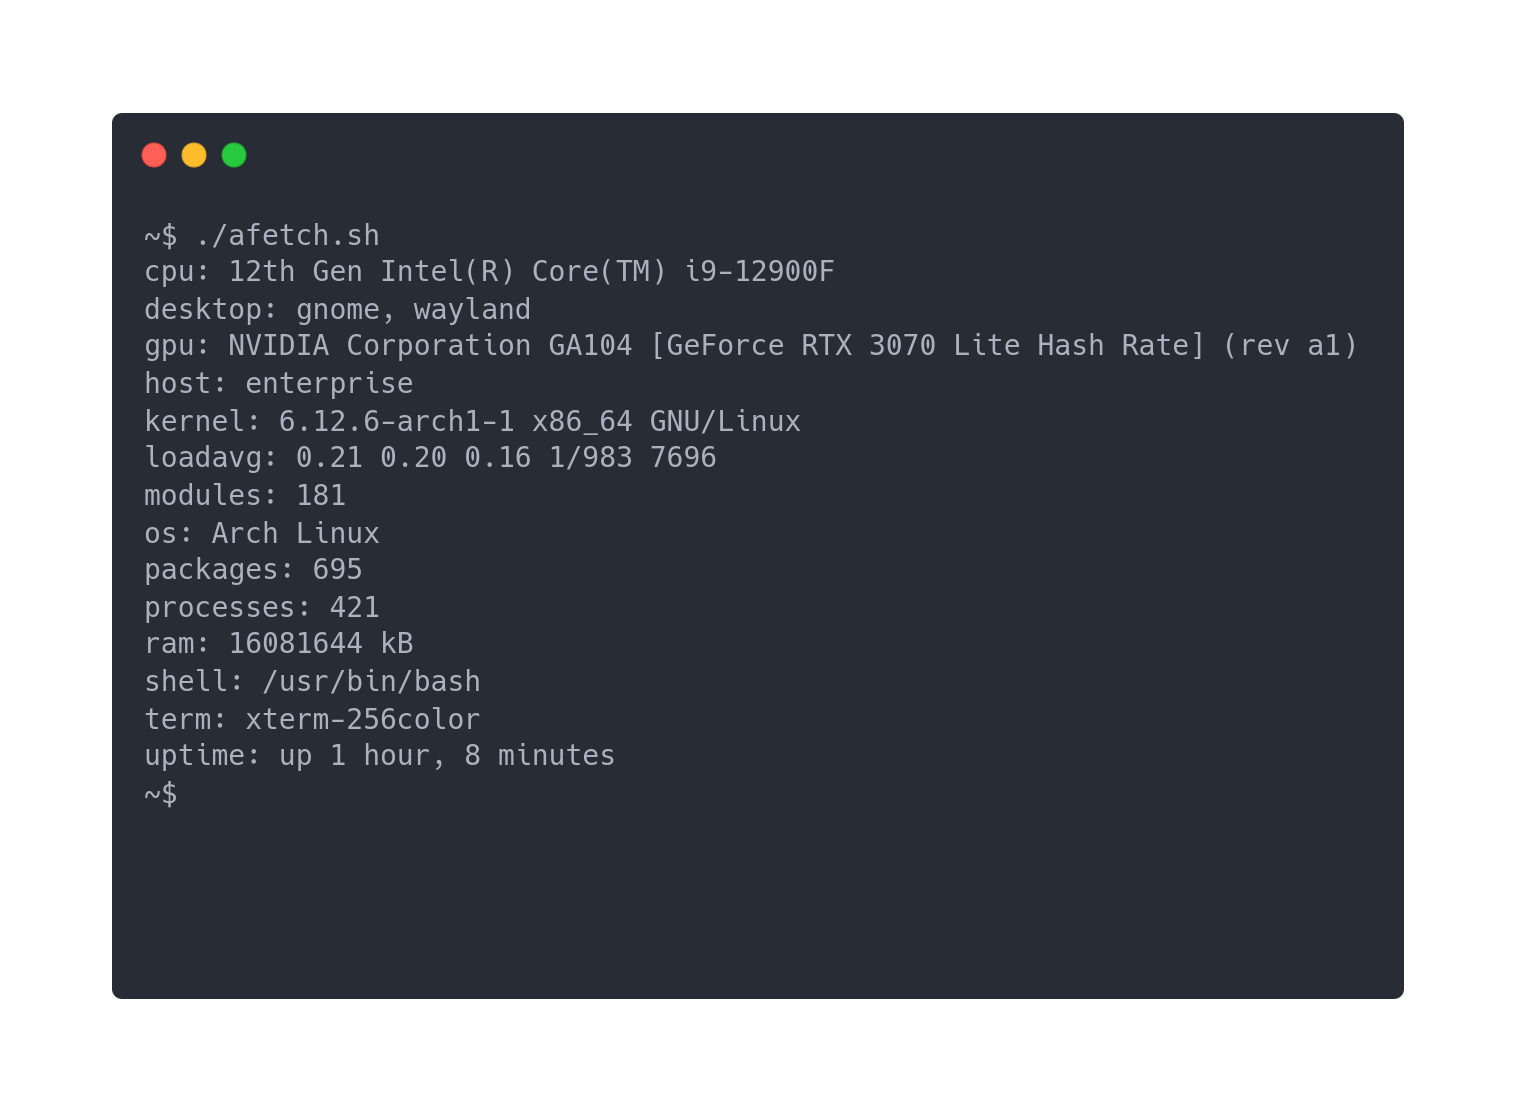 ~$ ./afetch.sh
cpu: 12th Gen Intel(R) Core(TM) i9-12900F
desktop: gnome, wayland
gpu: NVIDIA Corporation GA104 [GeForce RTX 3070 Lite Hash Rate] (rev a1)
host: enterprise
kernel: 6.12.6-arch1-1 x86_64 GNU/Linux
loadavg: 0.21 0.20 0.16 1/983 7696
modules: 181
os: Arch Linux
packages: 695
processes: 421
ram: 16081644 kB
shell: /usr/bin/bash
term: xterm-256color
uptime: up 1 hour, 8 minutes
~$